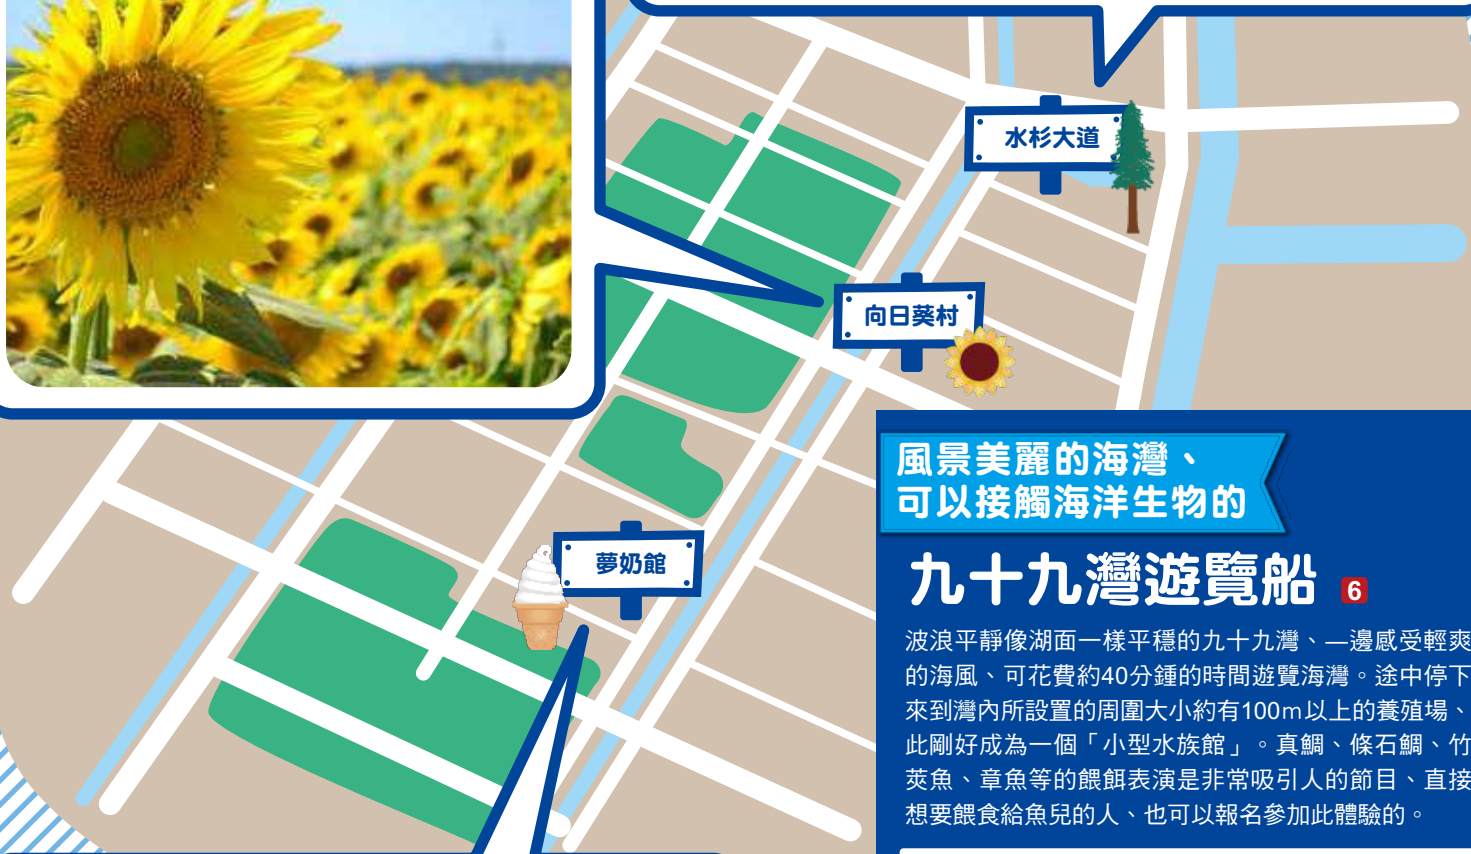 水杉大道
向日葵村
夢奶館
風景美麗的海灣、
可以接觸海洋生物的
九十九灣遊覽船 6
波浪平靜像湖面一樣平穩的九十九灣、—邊感受輕爽
的海風、可花費約40分鍾的時間遊覽海灣。途中停下
來到灣內所設置的周圍大小約有100m以上的養殖場、
此剛好成為一個「小型水族館」。真鯛、條石鯛、竹
莢魚、章魚等的餵餌表演是非常吸引人的節目、直接
想要餵食給魚兒的人、也可以報名參加此體驗的。